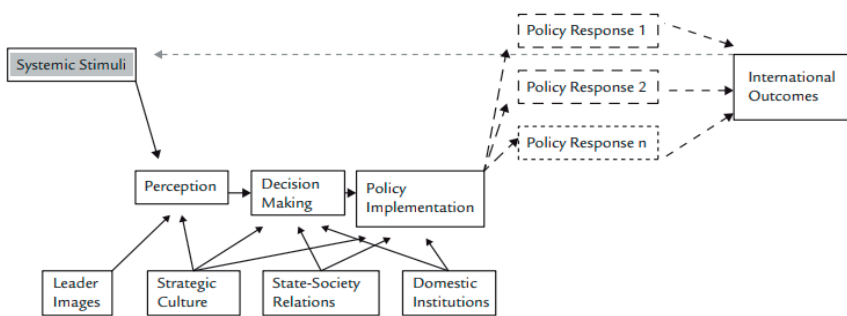 Policy Response 1
Systemic Stimuli
International
Outcomes
Policy Response 2
Policy Response n
Perception
Decision
Making
Policy
Implementation
Leader
Images
Strategic
Culture
State-Society
Relations
Domestic
Institutions